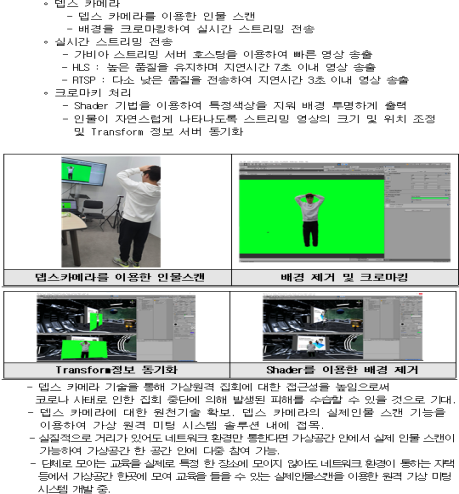 ◦ 뎁스 카메라
- 뎁스 카메라를 이용한 인물 스캔
- 배경을 크로마킹하여 실시간 스트리밍 전송
◦ 실시간 스트리밍 전송
- 가비아 스트리밍 서버 호스팅을 이용하여 빠른 영상 송출
- HLS : 높은 품질을 유지하며 지연시간 7초 이내 영상 송출
- RTSP : 다소 낮은 품질을 전송하여 지연시간 3초 이내 영상 송출
◦ 크로마키 처리
- Shader 기법을 이용하여 특정색상을 지워 배경 투명하게 출력
- 인물이 자연스럽게 나타나도록 스트리밍 영상의 크기 및 위치 조정
및 Transform 정보 서버 동기화
뎁스카메라를 이용한 인물스캔
배경 제거 및 크로마킹
Transform정보 동기화
Shader를 이용한 배경 제거
- 뎁스 카메라 기술을 통해 가상원격 집회에 대한 접근성을 높임으로써
코로나 사태로 인한 집회 중단에 의해 발생된 피해를 수습할 수 있을 것으로 기대.
- 뎁스 카메라에 대한 원천기술 확보. 뎁스 카메라의 실제인물 스캔 기능을
이용하여 가상 원격 미팅 시스템 솔루션 내에 접목.
- 실질적으로 거리가 있어도 네트워크 환경만 통한다면 가상공간 안에서 실제 인물 스캔이
가능하여 가상공간 한 공간 안에 다중 참여 가능.
- 단체로 모이는 교육을 실제로 특정 한 장소에 모이지 않아도 네트워크 환경이 통하는 자택
등에서 가상공간 한곳에 모여 교육을 들을 수 있는 실제인물스캔을 이용한 원격 가상 미팅
시스템 개발 중.